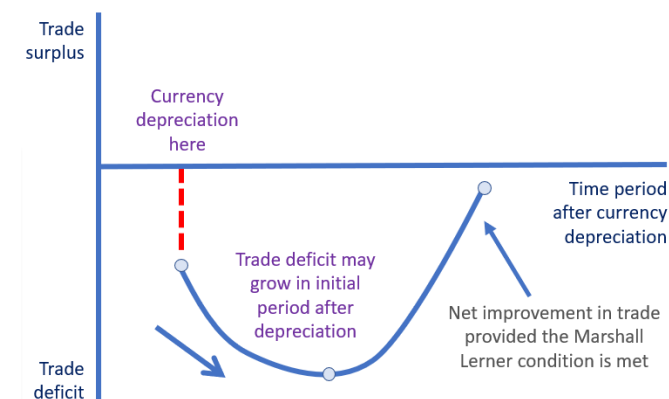 Trade
surplus
Currency
depreciation
here
Time period
after currency
depreciation
Trade deficit may
grow in initial
period after
depreciation
Net improvement in trade
provided the Marshall
Lerner condition is met
Trade
deficit